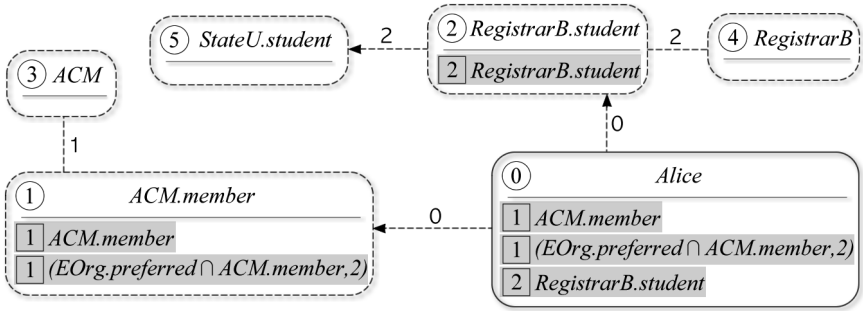 5 StateU.student
2
2 RegistrarB.student
2 RegistrarB.student
2
4 RegistrarB
3 ACM
1
0
1 ACM.member
1 ACM.member
1 (EOrg.preferred∩ACM.member,2)
0
0 Alice
1 ACM.member
1 (EOrg.preferred∩ACM.member,2)
2 RegistrarB.student